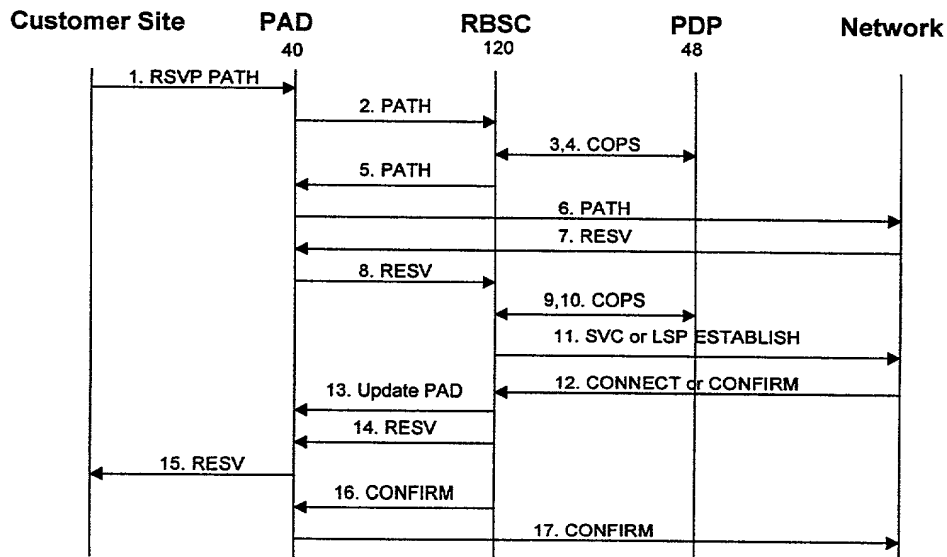 Customer Site PAD RBSC PDP Network
40 120 48
1. RSVP PATH
2. PATH
3,4. COPS
5. PATH
6. PATH
7. RESV
8. RESV
9,10. COPS
11. SVC or LSP ESTABLISH
12. CONNECT or CONFIRM
13. Update PAD
14. RESV
15. RESV
16. CONFIRM
17. CONFIRM